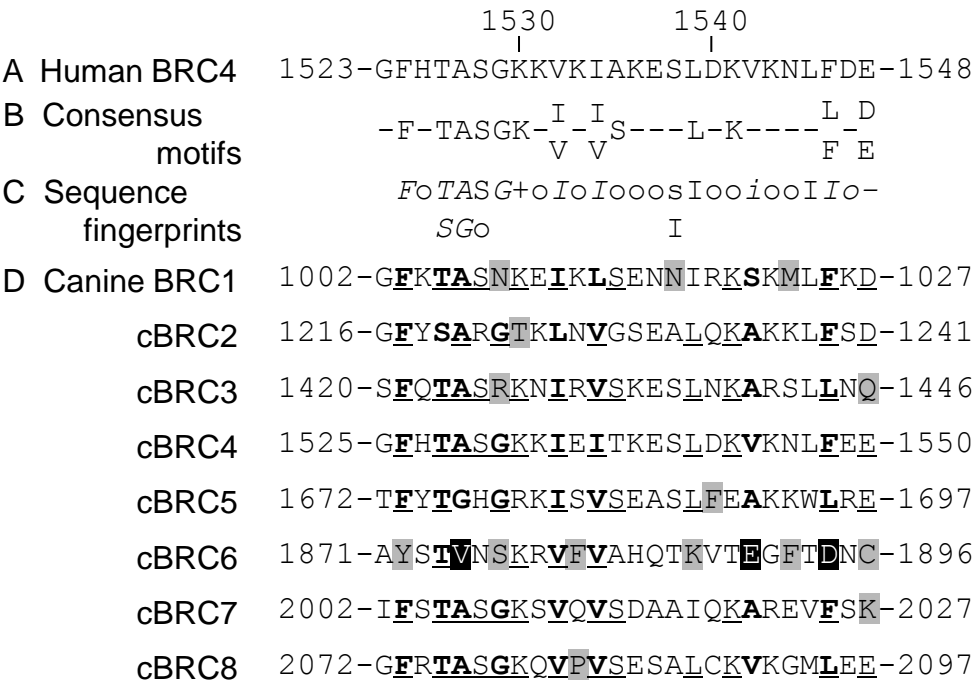 1530 1540
A Human BRC4 1523-GFHTASGKKVKIAKESLDKVKNLFDE-1548
B Consensus motifs
I I L D
-F-TASGK- - S---L-K---- -
V V F E
C Sequence fingerprints
FoTASG+oIoIooosIooiooIIo-
SGo I
D Canine BRC1 1002-GFKTASNKEIKLSENNIRKSKMLFKD-1027
cBRC2 1216-GFYSARGTKLNVGSEALQKAKKLFSD-1241
cBRC3 1420-SFQTASRKNIRVSKESLNKARSLLNQ-1446
cBRC4 1525-GFHTASGKKIEITKESLDKVKNLFEE-1550
cBRC5 1672-TFYTGHGRKISVSEASLFEAKKWLRE-1697
cBRC6 1871-AYSTVNSKRVFVAHQTKVTEGFTDNC-1896
cBRC7 2002-IFSTASGKSVQVSDAAIQKAREVFSK-2027
cBRC8 2072-GFRTASGKQVPVSESALCKVKGMLEE-2097